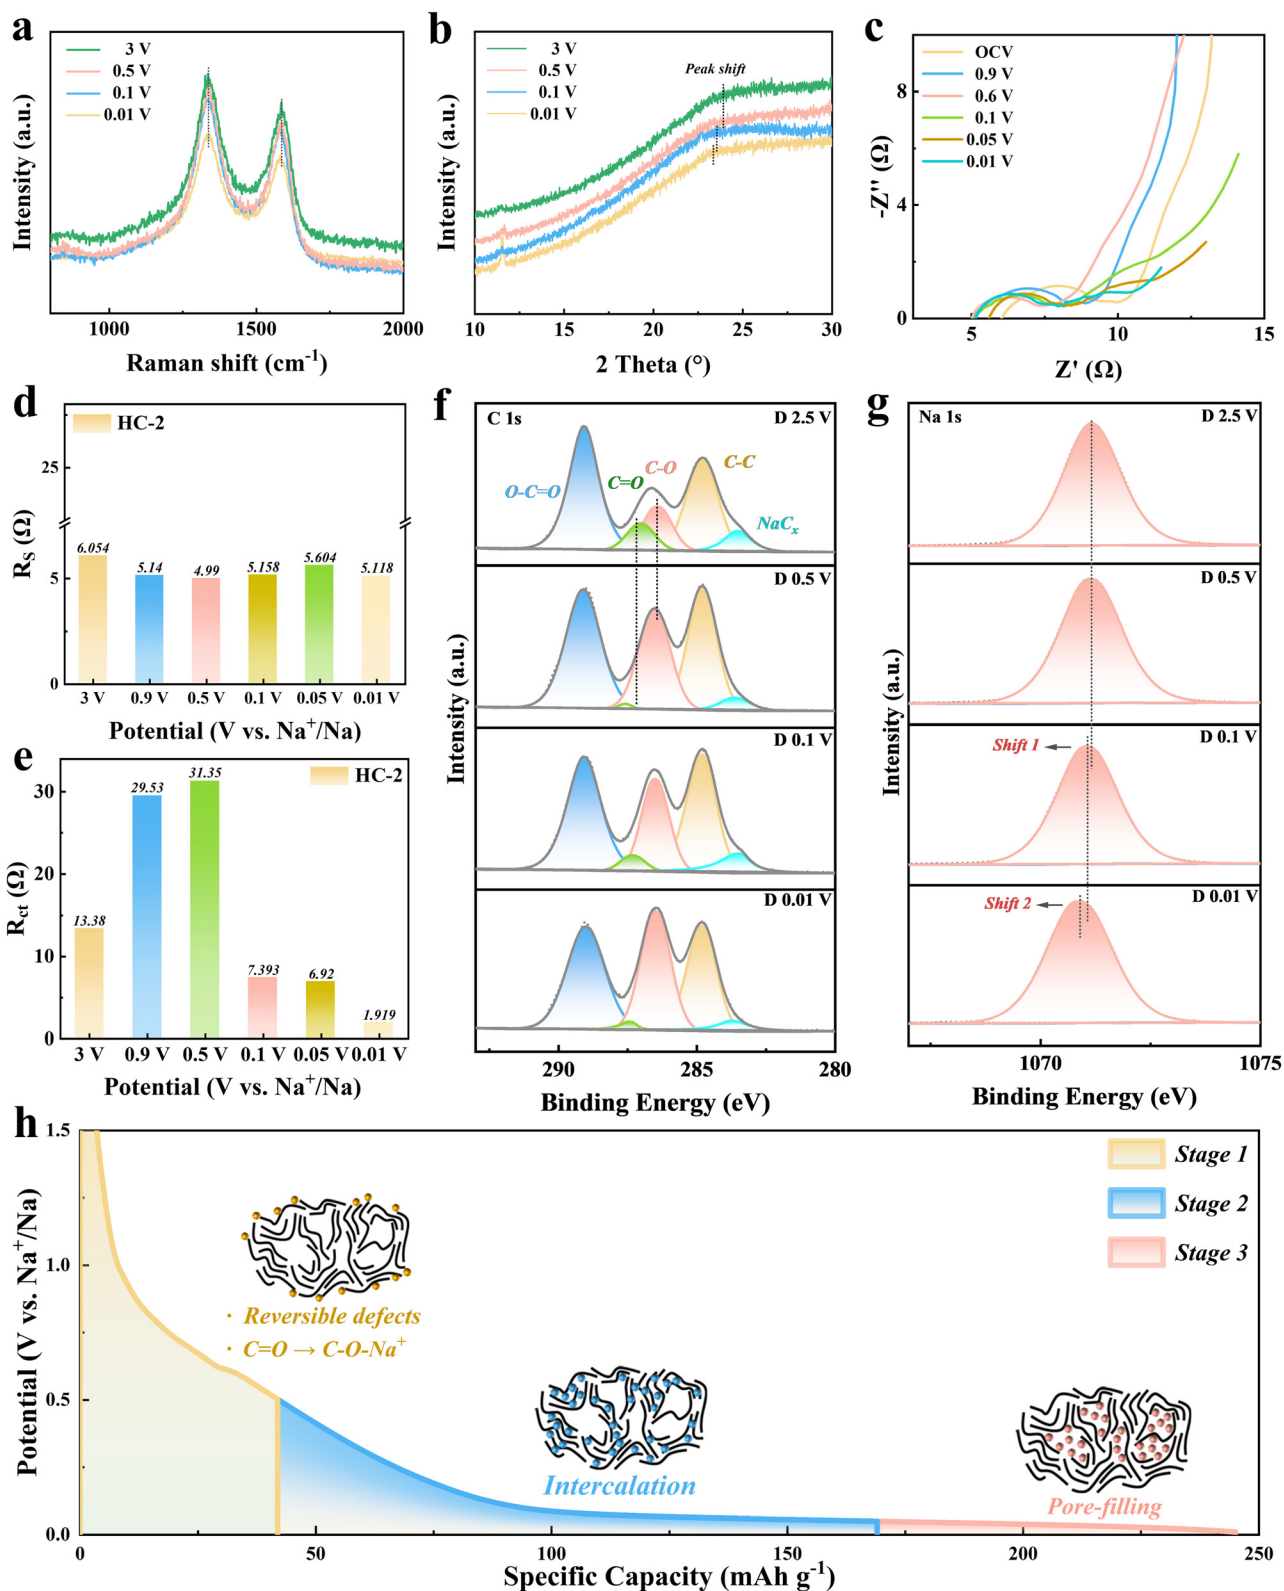 a
3 V
0.5 V
0.1 V
0.01 V
Intensity (a.u.)
1000
1500
2000
Raman shift (cm⁻¹)
b
3 V
0.5 V
0.1 V
0.01 V
Peak shift
Intensity (a.u.)
10
15
20
25
30
2 Theta (°)
c
OCV
0.9 V
0.6 V
0.1 V
0.05 V
0.01 V
-Z'' (Ω)
8
4
0
5
10
15
Z' (Ω)
d
HC-2
R_S (Ω)
25
5
0
6.054
5.14
4.99
5.158
5.604
5.118
3 V
0.9 V
0.5 V
0.1 V
0.05 V
0.01 V
Potential (V vs. Na⁺/Na)
e
HC-2
R_ct (Ω)
30
20
10
0
13.38
29.53
31.35
7.393
6.92
1.919
3 V
0.9 V
0.5 V
0.1 V
0.05 V
0.01 V
Potential (V vs. Na⁺/Na)
f
C 1s
D 2.5 V
O-C=O
C=O
C-O
C-C
NaCₓ
D 0.5 V
D 0.1 V
D 0.01 V
Intensity (a.u.)
290
285
280
Binding Energy (eV)
g
Na 1s
D 2.5 V
D 0.5 V
D 0.1 V
Shift 1
D 0.01 V
Shift 2
Intensity (a.u.)
1070
1075
Binding Energy (eV)
h
Potential (V vs. Na⁺/Na)
1.5
1.0
0.5
0.0
Stage 1
Stage 2
Stage 3
· Reversible defects
· C=O → C-O-Na⁺
Intercalation
Pore-filling
0
50
100
150
200
250
Specific Capacity (mAh g⁻¹)